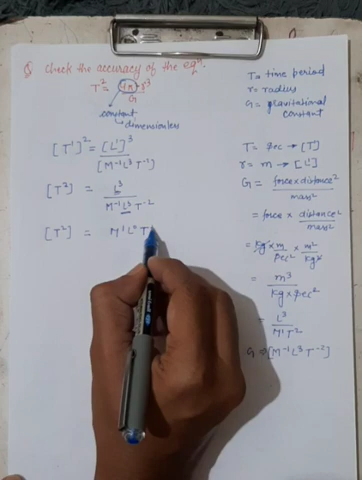 Q Check the accuracy of the eqⁿ.
T² = 4π r³
G
constant
dimensionless
[T¹]² = [L¹]³
[M⁻¹L³T⁻²]
[T²] = L³
M⁻¹L³T⁻²
[T²] = M¹L⁰T
T = time period
r = radius
G = gravitational
constant
T = sec → [T]
r = m → [L¹]
G = force x distance²
mass²
= force x distance²
mass²
= kg x m x m²
sec² kg²
= m³
kg x sec²
= L³
M¹T²
G → [M⁻¹L³T⁻²]